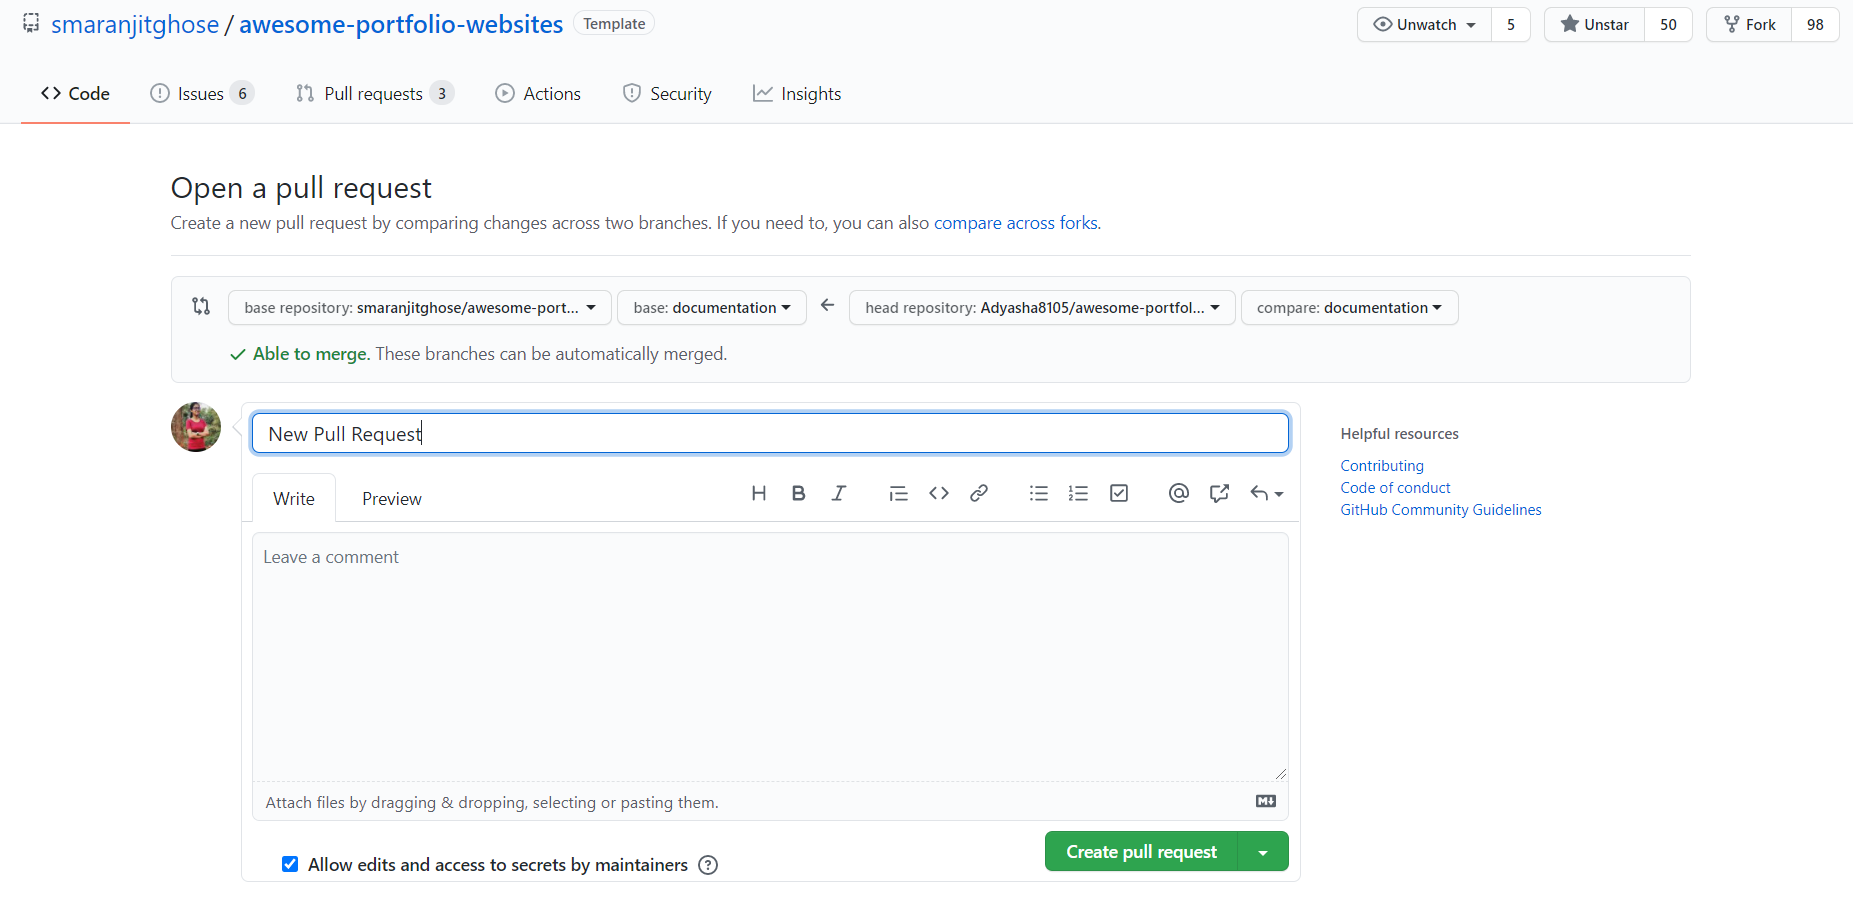 smaranjitghose / awesome-portfolio-websites Template Unwatch 5 Unstar 50 Fork 98
Code Issues 6 Pull requests 3 Actions Security Insights
Open a pull request
Create a new pull request by comparing changes across two branches. If you need to, you can also compare across forks.
base repository: smaranjitghose/awesome-port... base: documentation head repository: Adyasha8105/awesome-portfol... compare: documentation
Able to merge. These branches can be automatically merged.
New Pull Request
Write Preview H B I
Leave a comment
Attach files by dragging & dropping, selecting or pasting them.
Allow edits and access to secrets by maintainers
Create pull request
Helpful resources
Contributing
Code of conduct
GitHub Community Guidelines